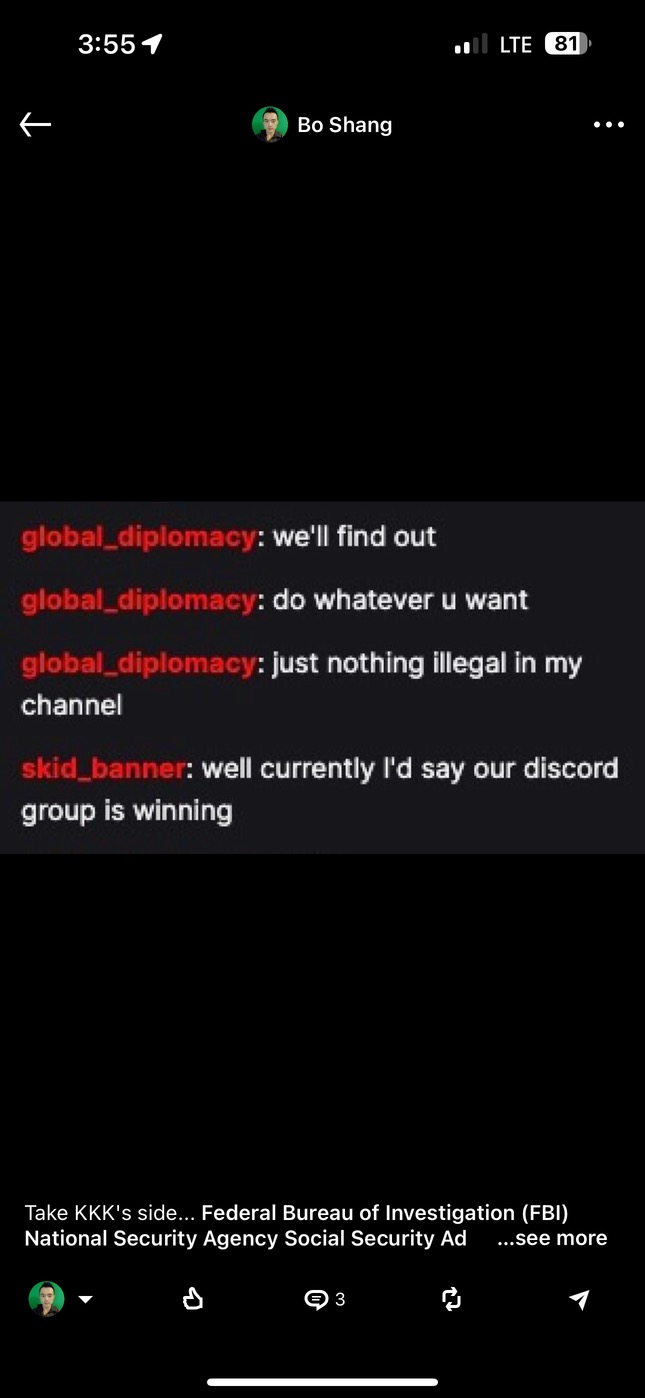 3:55
LTE 81
Bo Shang
global_diplomacy: we'll find out
global_diplomacy: do whatever u want
global_diplomacy: just nothing illegal in my
channel
skid_banner: well currently I'd say our discord
group is winning
Take KKK's side... Federal Bureau of Investigation (FBI)
National Security Agency Social Security Ad ...see more
3